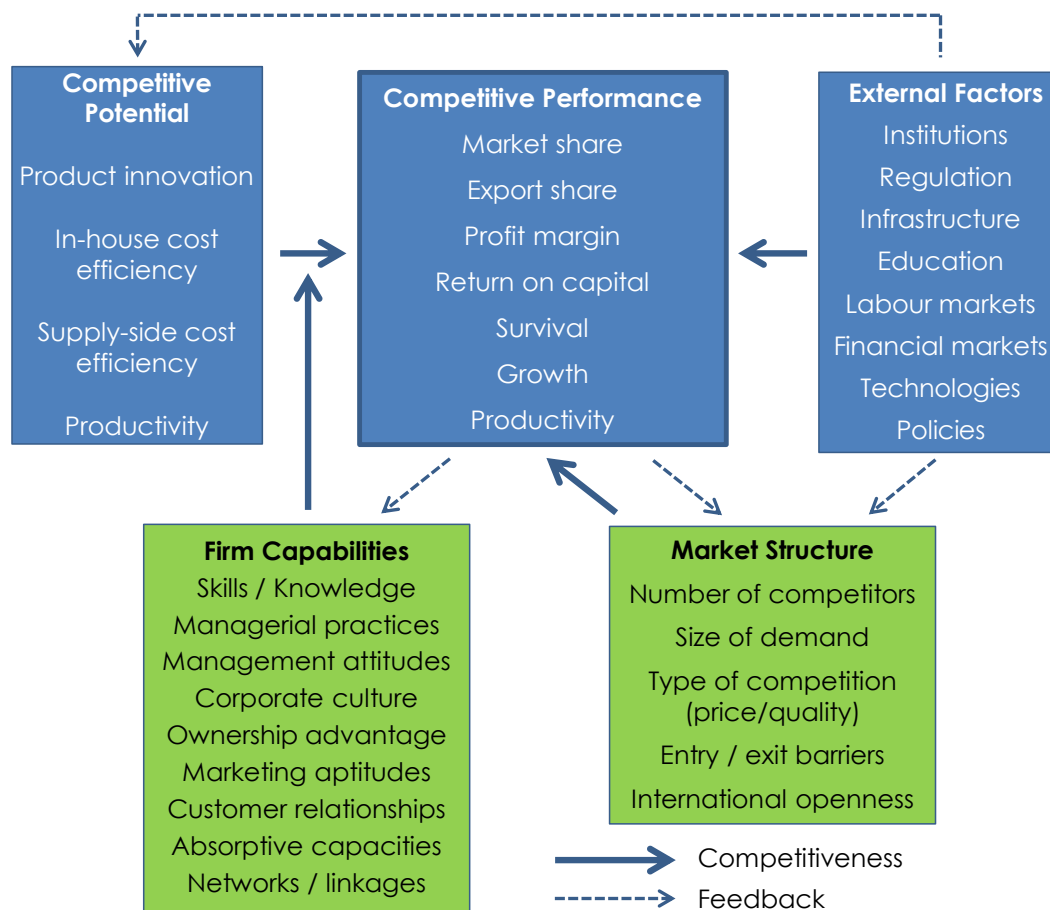 Competitive
Potential
Product innovation
In-house cost
efficiency
Supply-side cost
efficiency
Productivity
Competitive Performance
Market share
Export share
Profit margin
Return on capital
Survival
Growth
Productivity
External Factors
Institutions
Regulation
Infrastructure
Education
Labour markets
Financial markets
Technologies
Policies
Firm Capabilities
Skills / Knowledge
Managerial practices
Management attitudes
Corporate culture
Ownership advantage
Marketing aptitudes
Customer relationships
Absorptive capacities
Networks / linkages
Market Structure
Number of competitors
Size of demand
Type of competition
(price/quality)
Entry / exit barriers
International openness
Competitiveness
Feedback